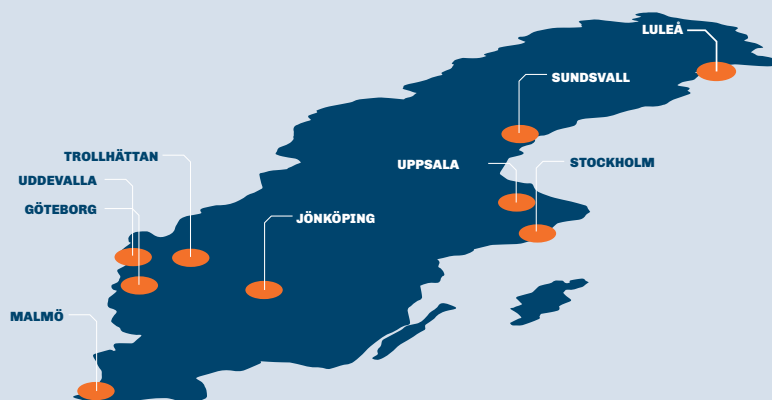 LULEÅ
SUNDSVALL
TROLLHÄTTAN
UPPSALA
STOCKHOLM
UDDEVALLA
GÖTEBORG
JÖNKÖPING
MALMÖ